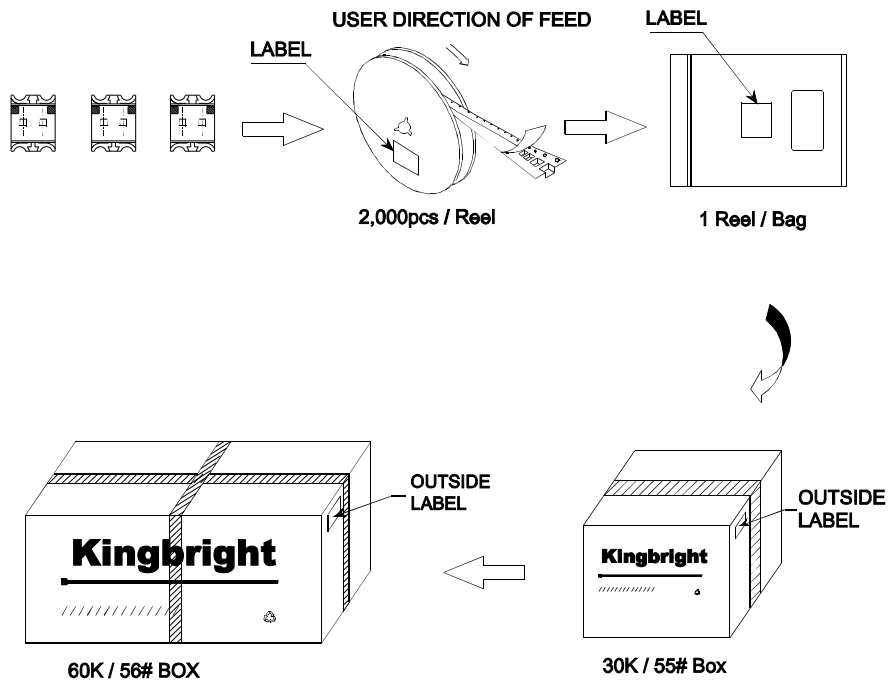 USER DIRECTION OF FEED
LABEL
LABEL
2,000pcs / Reel
1 Reel / Bag
OUTSIDE
LABEL
OUTSIDE
LABEL
Kingbright
Kingbright
60K / 56# BOX
30K / 55# Box